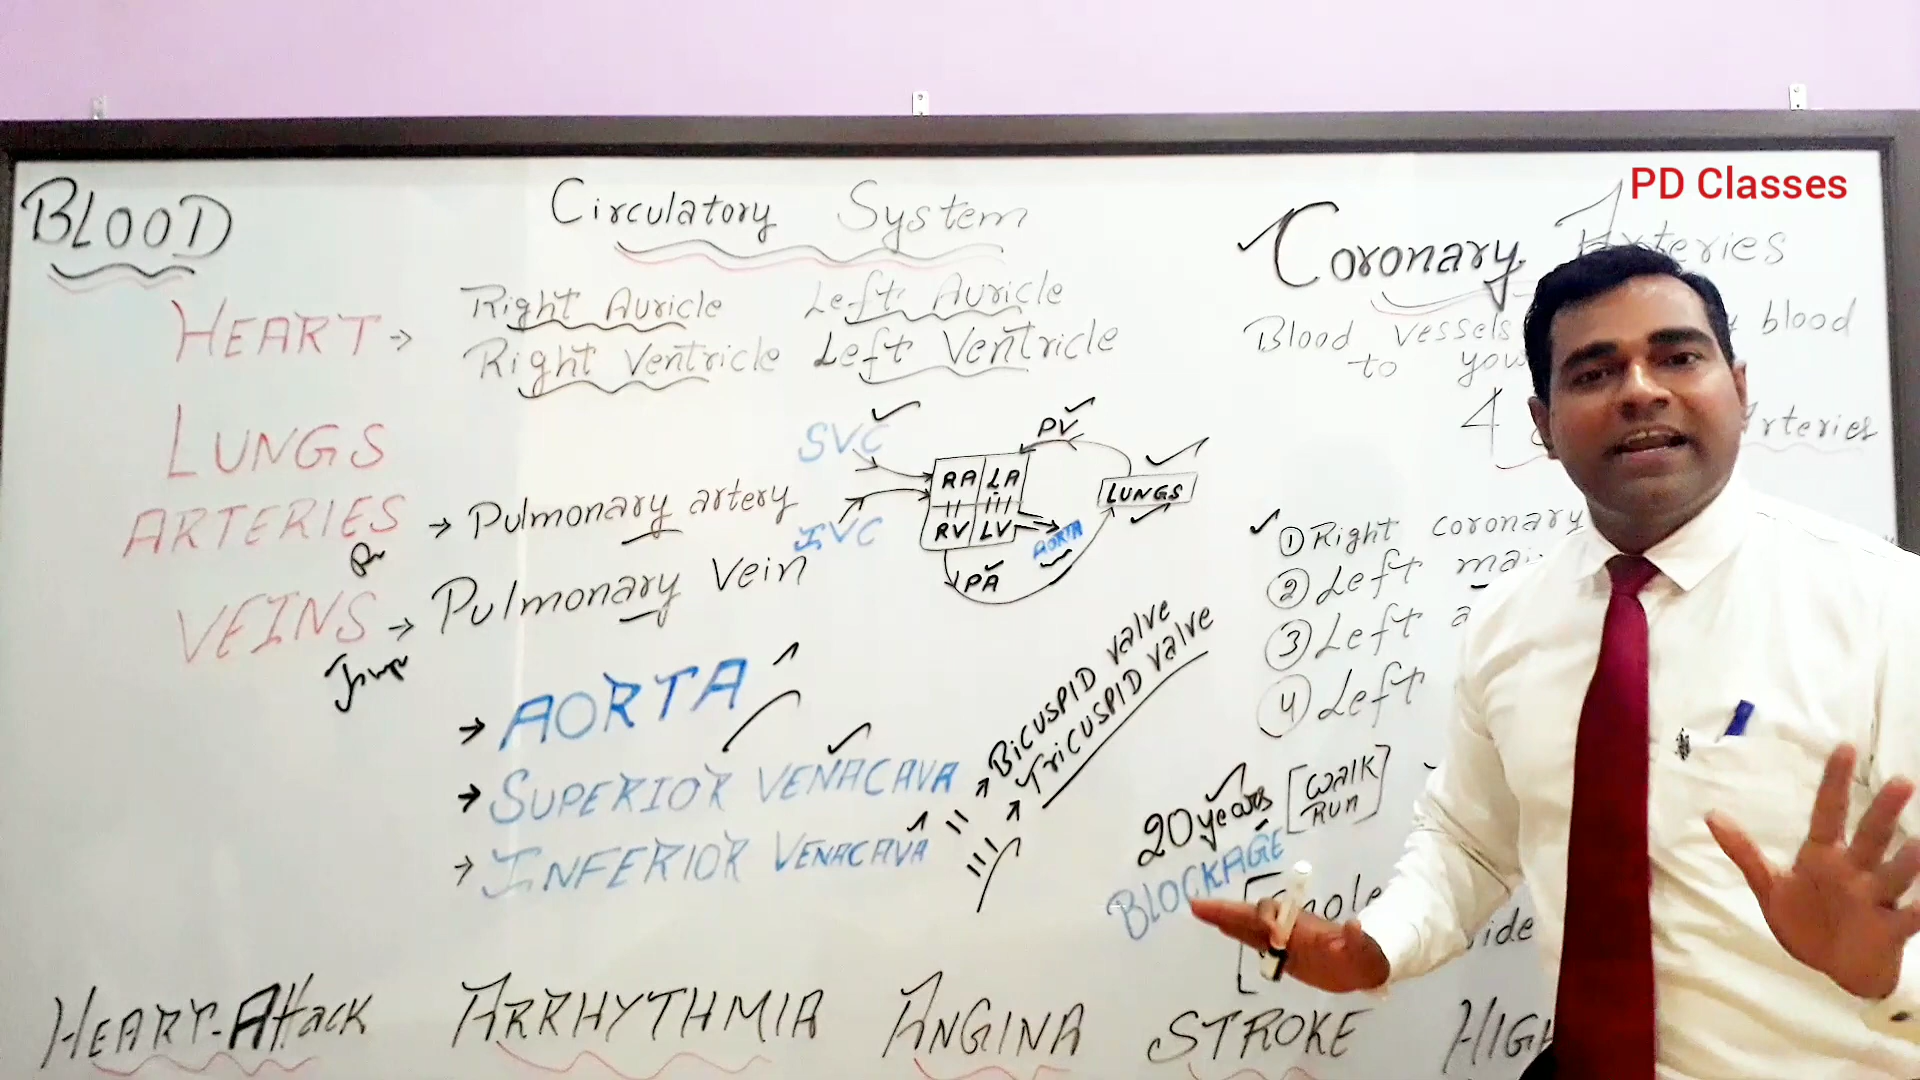 PD Classes
BLOOD
Circulatory System
Coronary Arteries
HEART → Right Auricle Left Auricle
Right Ventricle Left Ventricle
Blood vessels blood
to
4 Arteries
LUNGS
SVC
PV
RA LA
LUNGS
RV LV
AORTA
IVC
PA
ARTERIES → Pulmonary artery
VEINS → Pulmonary Vein
→ AORTA
→ SUPERIOR VENACAVA
→ INFERIOR VENACAVA
|| → BICUSPID valve
||| → TricUSPID valve
① Right coronary
② Left
③ Left
④ Left
20 years [Walk
Run]
BLOCKAGE
HEART-AttacK ARRHYTHMIA ANGINA STROKE